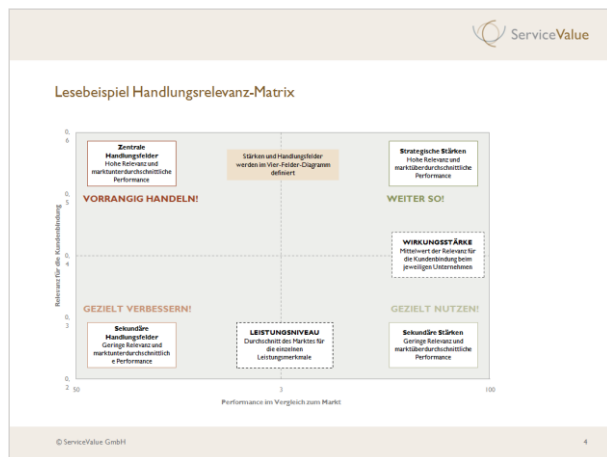 ServiceValue
Lesebeispiel Handlungsrelevanz-Matrix
0,
6
Zentrale
Handlungsfelder
Hohe Relevanz und
marktunterdurchschnittliche
Performance
Stärken und Handlungsfelder
werden im Vier-Felder-Diagramm
definiert
Strategische Stärken
Hohe Relevanz und
marktüberdurchschnittliche
Performance
0,
5
VORRANGIG HANDELN!
WEITER SO!
Relevanz für die Kundenbindung
0,
4
WIRKUNGSSTÄRKE
Mittelwert der Relevanz für
die Kundenbindung beim
jeweiligen Unternehmen
0,
3
GEZIELT VERBESSERN!
GEZIELT NUTZEN!
Sekundäre
Handlungsfelder
Geringe Relevanz und
marktunterdurchschnittlich
e Performance
LEISTUNGSNIVEAU
Durchschnitt des Marktes für
die einzelnen
Leistungsmerkmale
Sekundäre Stärken
Geringe Relevanz und
marktüberdurchschnittliche
Performance
0,
2
50
3
100
Performance im Vergleich zum Markt
© ServiceValue GmbH
4